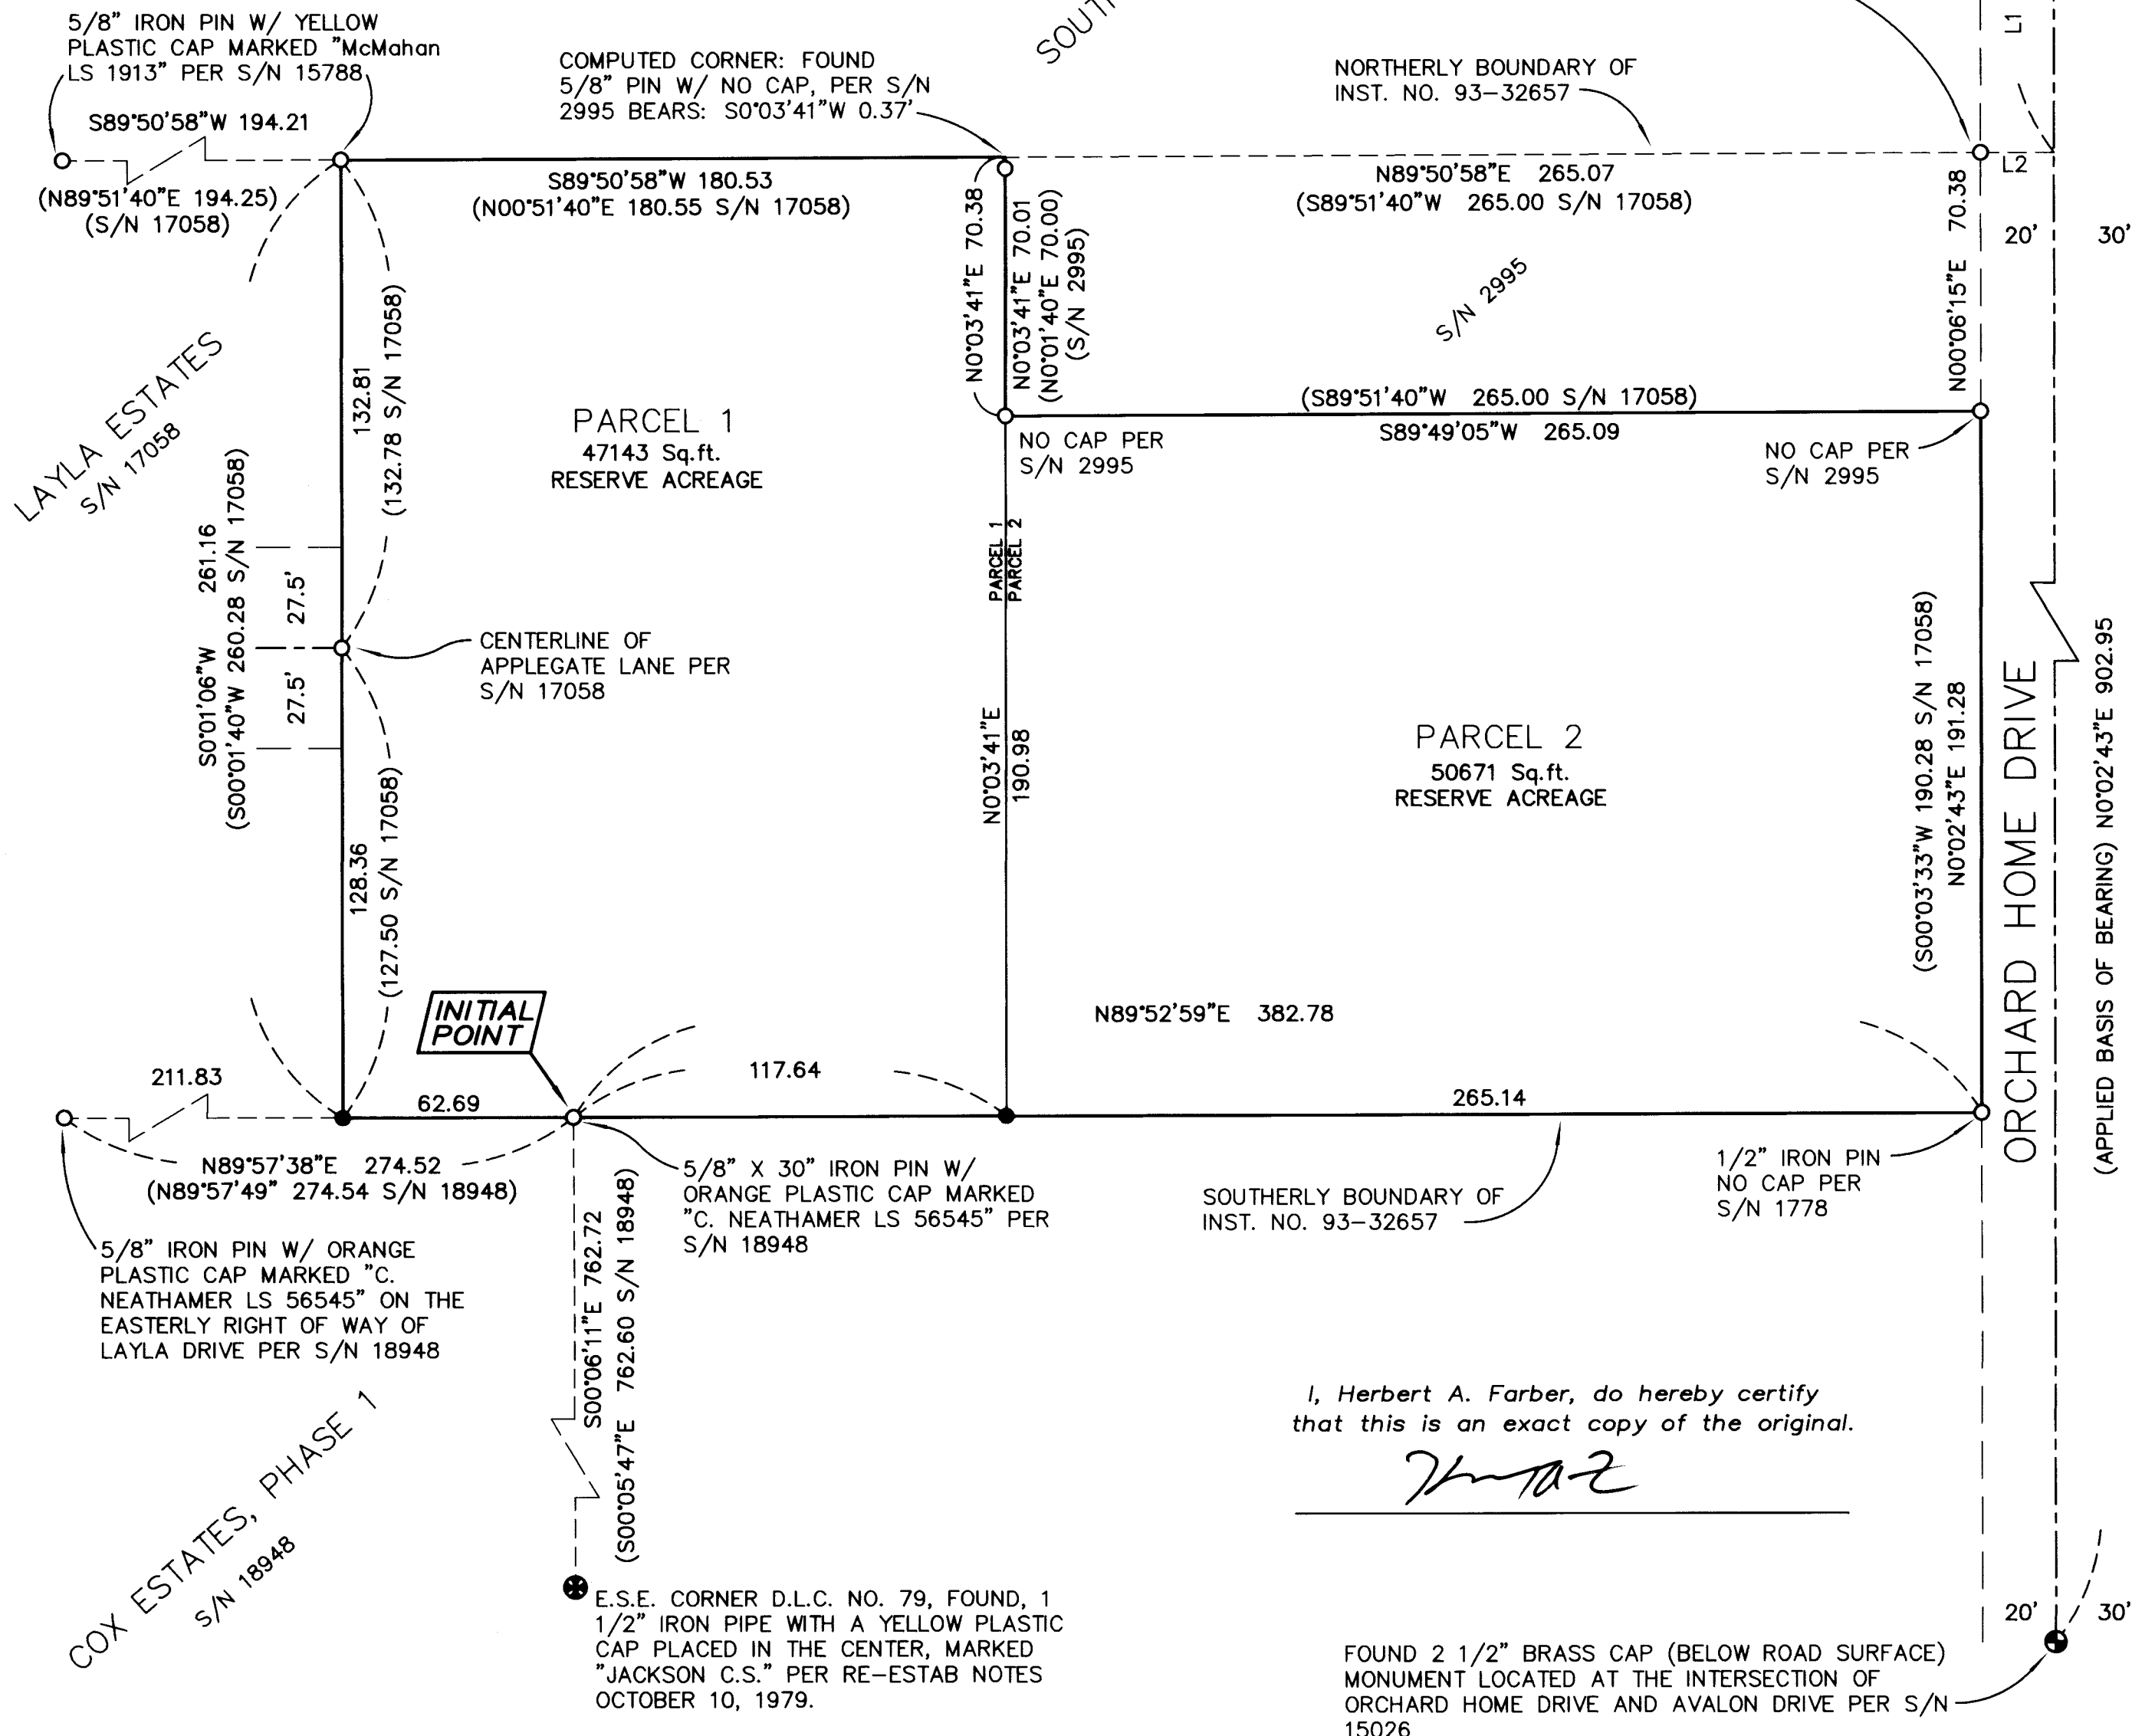 5/8" IRON PIN W/ YELLOW
PLASTIC CAP MARKED "McMahan
LS 1913" PER S/N 15788
S89°50'58"W 194.21
(N89°51'40"E 194.25)
(S/N 17058)
COMPUTED CORNER: FOUND
5/8" PIN W/ NO CAP, PER S/N
2995 BEARS: S0°03'41"W 0.37'
NORTHERLY BOUNDARY OF
INST. NO. 93-32657
L1
L2
20'
30'
S89°50'58"W 180.53
(N00°51'40"E 180.55 S/N 17058)
N89°50'58"E 265.07
(S89°51'40"W 265.00 S/N 17058)
N0°03'41"E 70.38
N0°03'41"E 70.01
(N0°01'40"E 70.00)
(S/N 2995)
S/N 2995
N00°06'15"E 70.38
(S89°51'40"W 265.00 S/N 17058)
S89°49'05"W 265.09
NO CAP PER
S/N 2995
NO CAP PER
S/N 2995
LAYLA ESTATES
S/N 17058
132.81
(132.78 S/N 17058)
PARCEL 1
47143 Sq.ft.
RESERVE ACREAGE
PARCEL 1
PARCEL 2
S0°01'06"W 261.16
(S00°01'40"W 260.28 S/N 17058)
27.5'
27.5'
CENTERLINE OF
APPLEGATE LANE PER
S/N 17058
128.36
(127.50 S/N 17058)
N0°03'41"E
190.98
PARCEL 2
50671 Sq.ft.
RESERVE ACREAGE
(S00°03'33"W 190.28 S/N 17058)
N0°02'43"E 191.28
ORCHARD HOME DRIVE
(APPLIED BASIS OF BEARING) N0°02'43"E 902.95
INITIAL
POINT
N89°52'59"E 382.78
211.83
62.69
117.64
265.14
N89°57'38"E 274.52
(N89°57'49" 274.54 S/N 18948)
5/8" X 30" IRON PIN W/
ORANGE PLASTIC CAP MARKED
"C. NEATHAMER LS 56545" PER
S/N 18948
SOUTHERLY BOUNDARY OF
INST. NO. 93-32657
1/2" IRON PIN
NO CAP PER
S/N 1778
5/8" IRON PIN W/ ORANGE
PLASTIC CAP MARKED "C.
NEATHAMER LS 56545" ON THE
EASTERLY RIGHT OF WAY OF
LAYLA DRIVE PER S/N 18948
S00°06'11"E 762.72
(S00°05'47"E 762.60 S/N 18948)
COX ESTATES, PHASE 1
S/N 18948
I, Herbert A. Farber, do hereby certify
that this is an exact copy of the original.
E.S.E. CORNER D.L.C. NO. 79, FOUND, 1
1/2" IRON PIPE WITH A YELLOW PLASTIC
CAP PLACED IN THE CENTER, MARKED
"JACKSON C.S." PER RE-ESTAB NOTES
OCTOBER 10, 1979.
20'
30'
FOUND 2 1/2" BRASS CAP (BELOW ROAD SURFACE)
MONUMENT LOCATED AT THE INTERSECTION OF
ORCHARD HOME DRIVE AND AVALON DRIVE PER S/N
15026